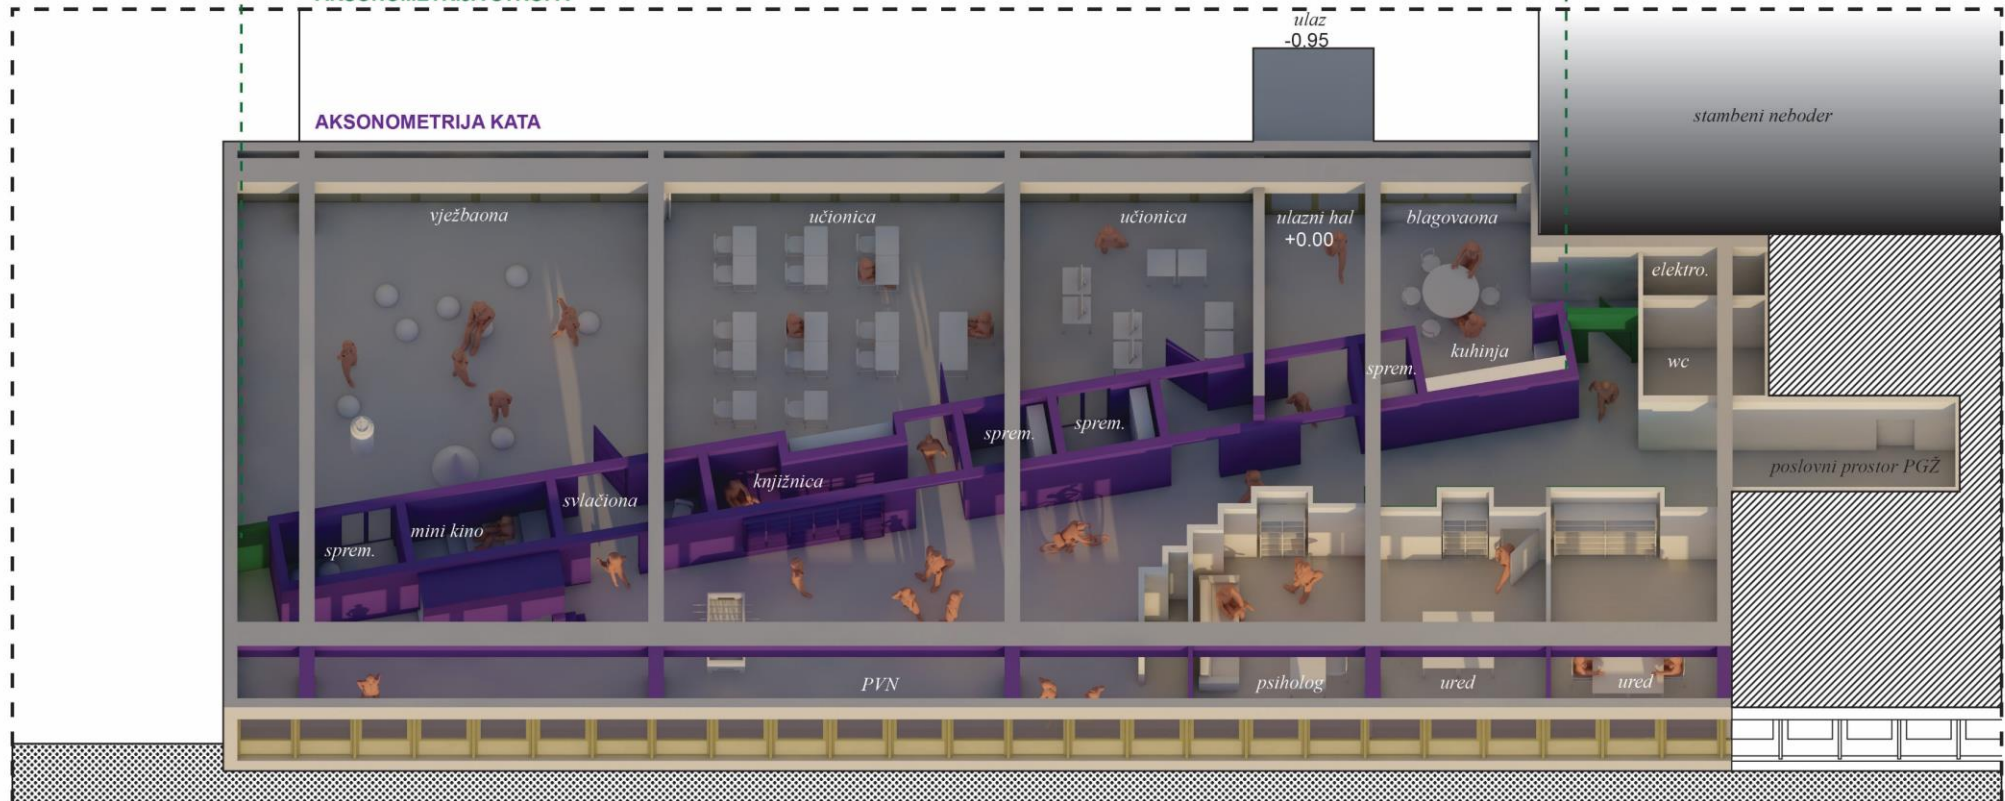 ulaz
-0.95
AKSONOMETRIJA KATA
stambeni neboder
vježbaona
učionica
učionica
ulazni hal
+0.00
blagovaona
elektro.
wc
kuhinja
sprem.
sprem.
sprem.
poslovni prostor PGŽ
knjižnica
svlačiona
mini kino
sprem.
PVN
psiholog
ured
ured